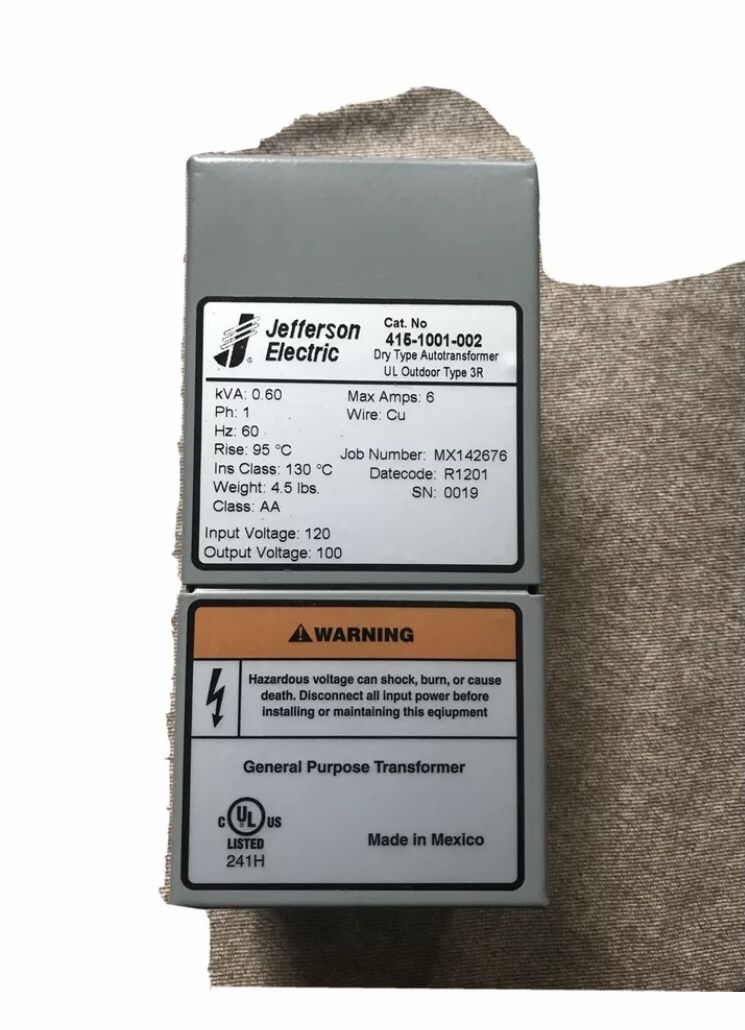 Jefferson
Electric
®
Cat. No
415-1001-002
Dry Type Autotransformer
UL Outdoor Type 3R
kVA: 0.60
Ph: 1
Hz: 60
Rise: 95 °C
Ins Class: 130 °C
Weight: 4.5 lbs.
Class: AA
Max Amps: 6
Wire: Cu
Job Number: MX142676
Datecode: R1201
SN: 0019
Input Voltage: 120
Output Voltage: 100
WARNING
Hazardous voltage can shock, burn, or cause
death. Disconnect all input power before
installing or maintaining this eqiupment
General Purpose Transformer
C UL US
LISTED
241H
Made in Mexico